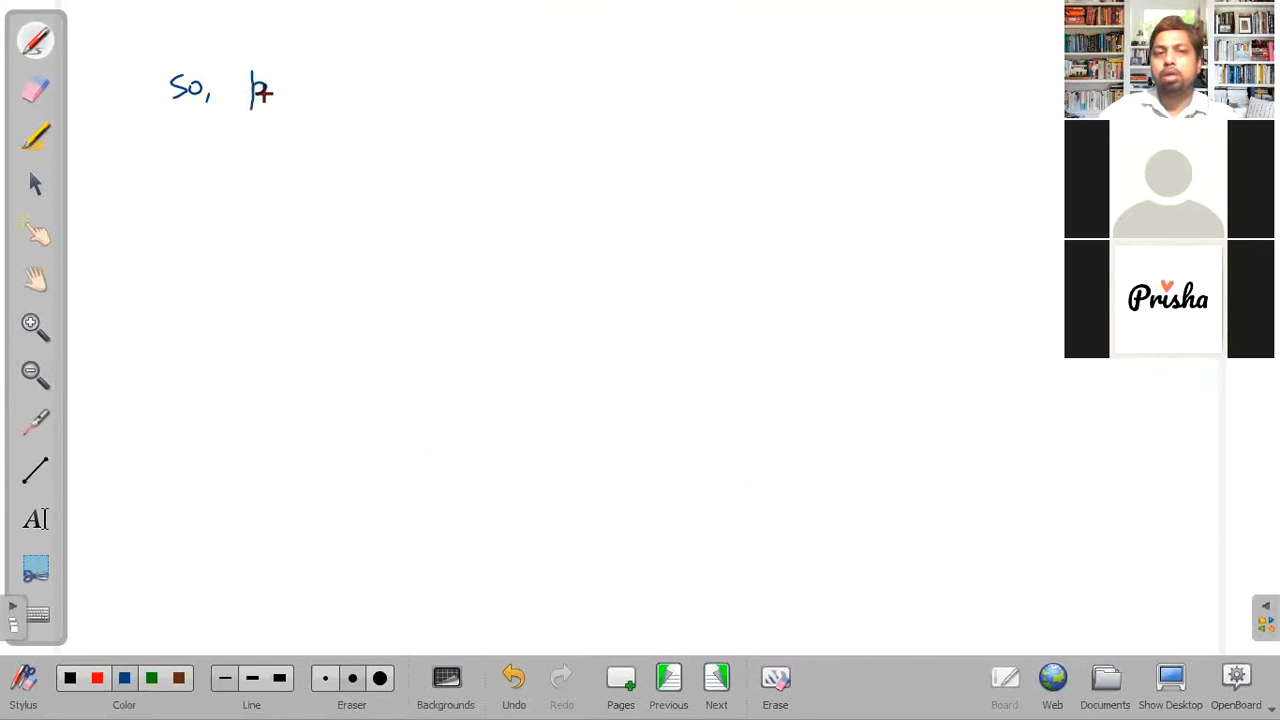 So, p
Prisha
Stylus
Color
Line
Eraser
Backgrounds
Undo
Redo
Pages
Previous
Next
Erase
Board
Web
Documents
Show Desktop
OpenBoard